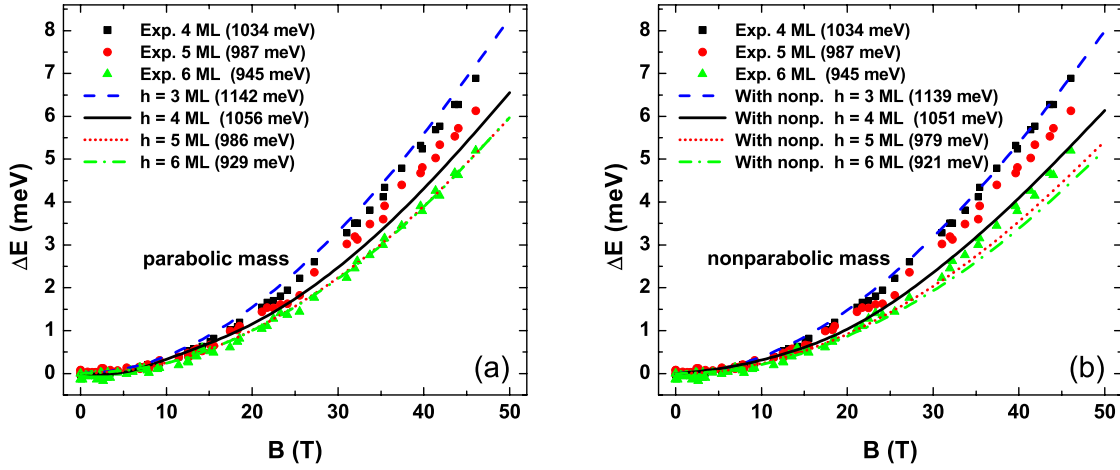 8
7
6
5
4
3
2
1
0
ΔE (meV)
Exp. 4 ML (1034 meV)
Exp. 5 ML (987 meV)
Exp. 6 ML (945 meV)
h = 3 ML (1142 meV)
h = 4 ML (1056 meV)
h = 5 ML (986 meV)
h = 6 ML (929 meV)
parabolic mass
(a)
0 10 20 30 40 50
B (T)
8
7
6
5
4
3
2
1
0
ΔE (meV)
Exp. 4 ML (1034 meV)
Exp. 5 ML (987 meV)
Exp. 6 ML (945 meV)
With nonp. h = 3 ML (1139 meV)
With nonp. h = 4 ML (1051 meV)
With nonp. h = 5 ML (979 meV)
With nonp. h = 6 ML (921 meV)
nonparabolic mass
(b)
0 10 20 30 40 50
B (T)